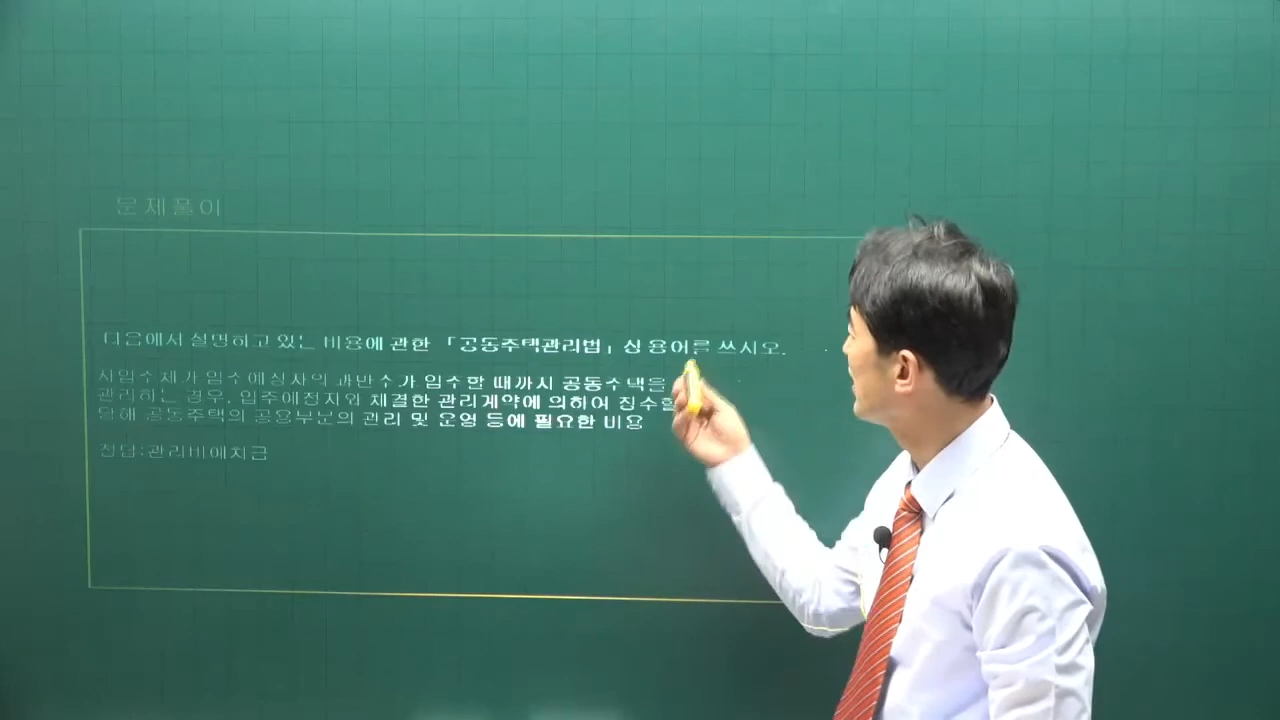 문제풀이
다음에서 설명하고 있는 비용에 관한 「공동주택관리법」상 용어를 쓰시오.
사업주체가 입주예정자의 과반수가 입주할 때까지 공동주택을
관리하는 경우, 입주예정자와 체결한 관리계약에 의하여 징수할
당해 공동주택의 공용부분의 관리 및 운영 등에 필요한 비용
정답:관리비예치금